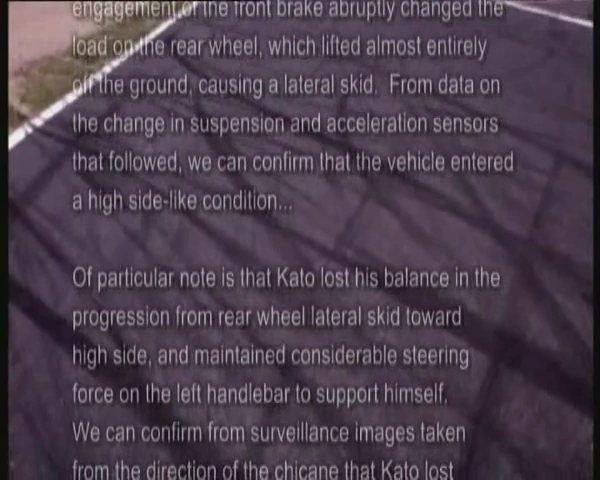 engagement of the front brake abruptly changed the
load on the rear wheel, which lifted almost entirely
off the ground, causing a lateral skid. From data on
the change in suspension and acceleration sensors
that followed, we can confirm that the vehicle entered
a high side-like condition...
Of particular note is that Kato lost his balance in the
progression from rear wheel lateral skid toward
high side, and maintained considerable steering
force on the left handlebar to support himself.
We can confirm from surveillance images taken
from the direction of the chicane that Kato lost